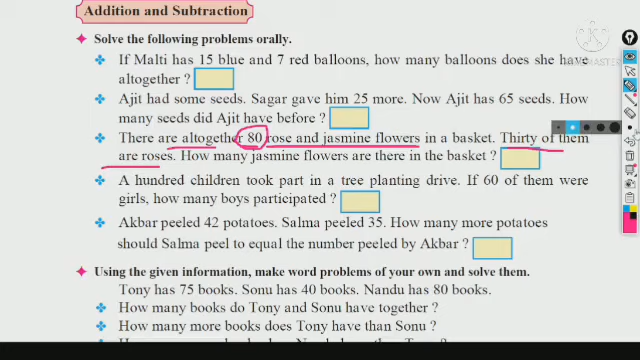 Addition and Subtraction
Solve the following problems orally.
If Malti has 15 blue and 7 red balloons, how many balloons does she have
altogether ?
Ajit had some seeds. Sagar gave him 25 more. Now Ajit has 65 seeds. How
many seeds did Ajit have before ?
There are altogether 80 rose and jasmine flowers in a basket. Thirty of them
are roses. How many jasmine flowers are there in the basket ?
A hundred children took part in a tree planting drive. If 60 of them were
girls, how many boys participated ?
Akbar peeled 42 potatoes. Salma peeled 35. How many more potatoes
should Salma peel to equal the number peeled by Akbar ?
Using the given information, make word problems of your own and solve them.
Tony has 75 books. Sonu has 40 books. Nandu has 80 books.
How many books do Tony and Sonu have together ?
How many more books does Tony have than Sonu ?